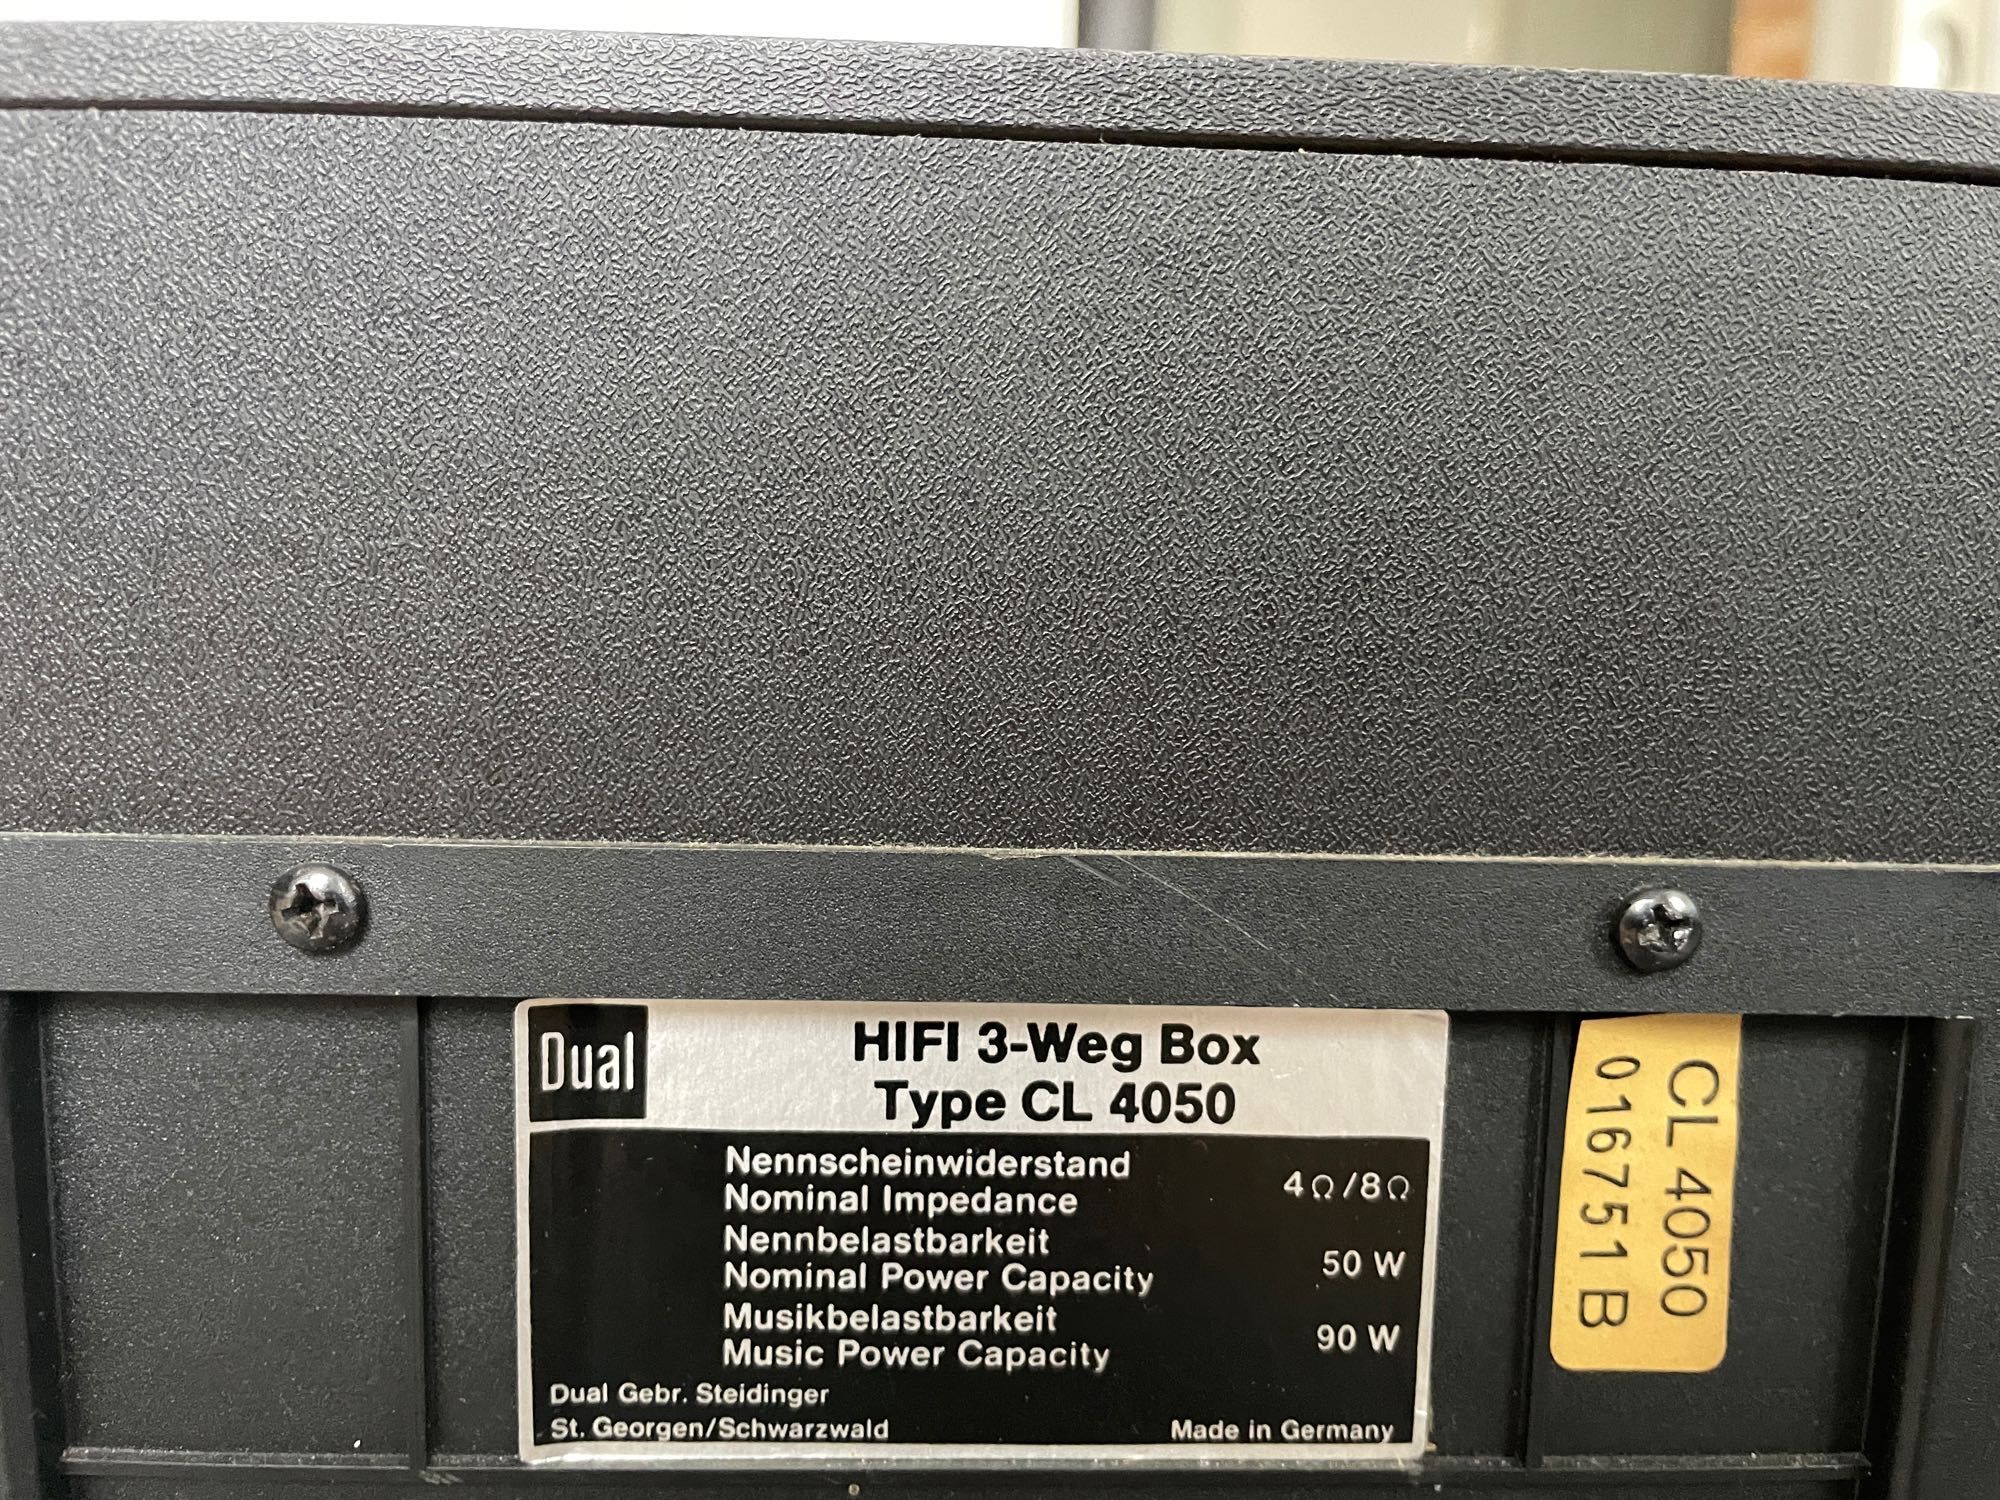 Dual
HIFI 3-Weg Box
Type CL 4050
Nennscheinwiderstand
Nominal Impedance
4Ω/8Ω
Nennbelastbarkeit
Nominal Power Capacity
50 W
Musikbelastbarkeit
Music Power Capacity
90 W
Dual Gebr. Steidinger
St. Georgen/Schwarzwald
Made in Germany
CL 4050
016751 B